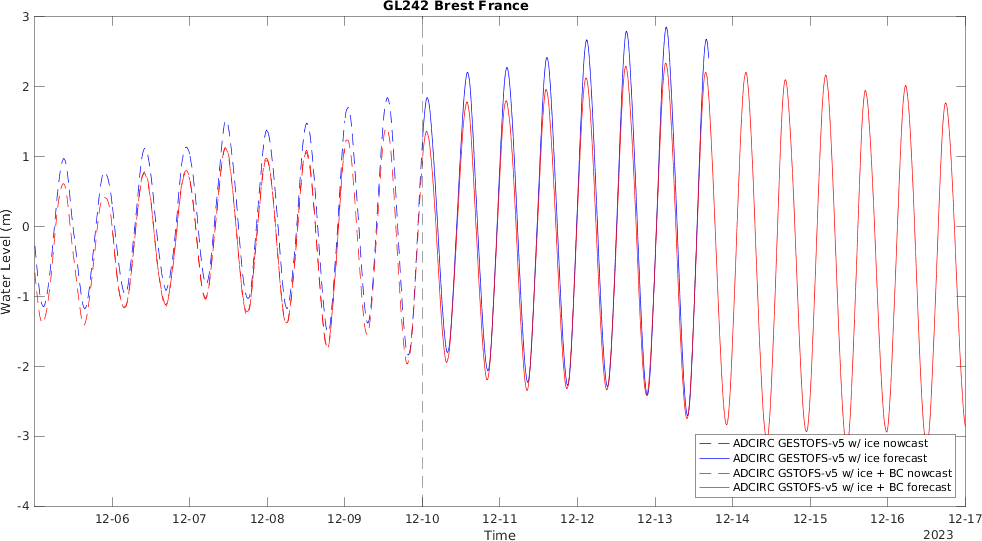 GL242 Brest France
3
2
1
0
-1
-2
-3
-4
Water Level (m)
ADCIRC GESTOFS-v5 w/ ice nowcast
ADCIRC GESTOFS-v5 w/ ice forecast
ADCIRC GSTOFS-v5 w/ ice + BC nowcast
ADCIRC GSTOFS-v5 w/ ice + BC forecast
12-06 12-07 12-08 12-09 12-10 12-11 12-12 12-13 12-14 12-15 12-16 12-17
Time
2023